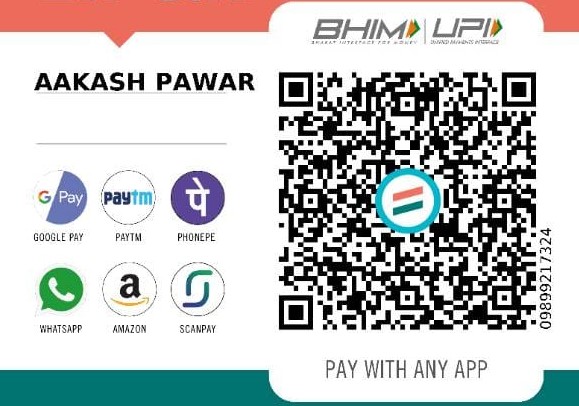 BHIM UPI
BHARAT INTERFACE FOR MONEY UNIFIED PAYMENTS INTERFACE
AAKASH PAWAR
G Pay paytm पे
GOOGLE PAY PAYTM PHONEPE
a
WHATSAPP AMAZON SCANPAY
09899217324
PAY WITH ANY APP